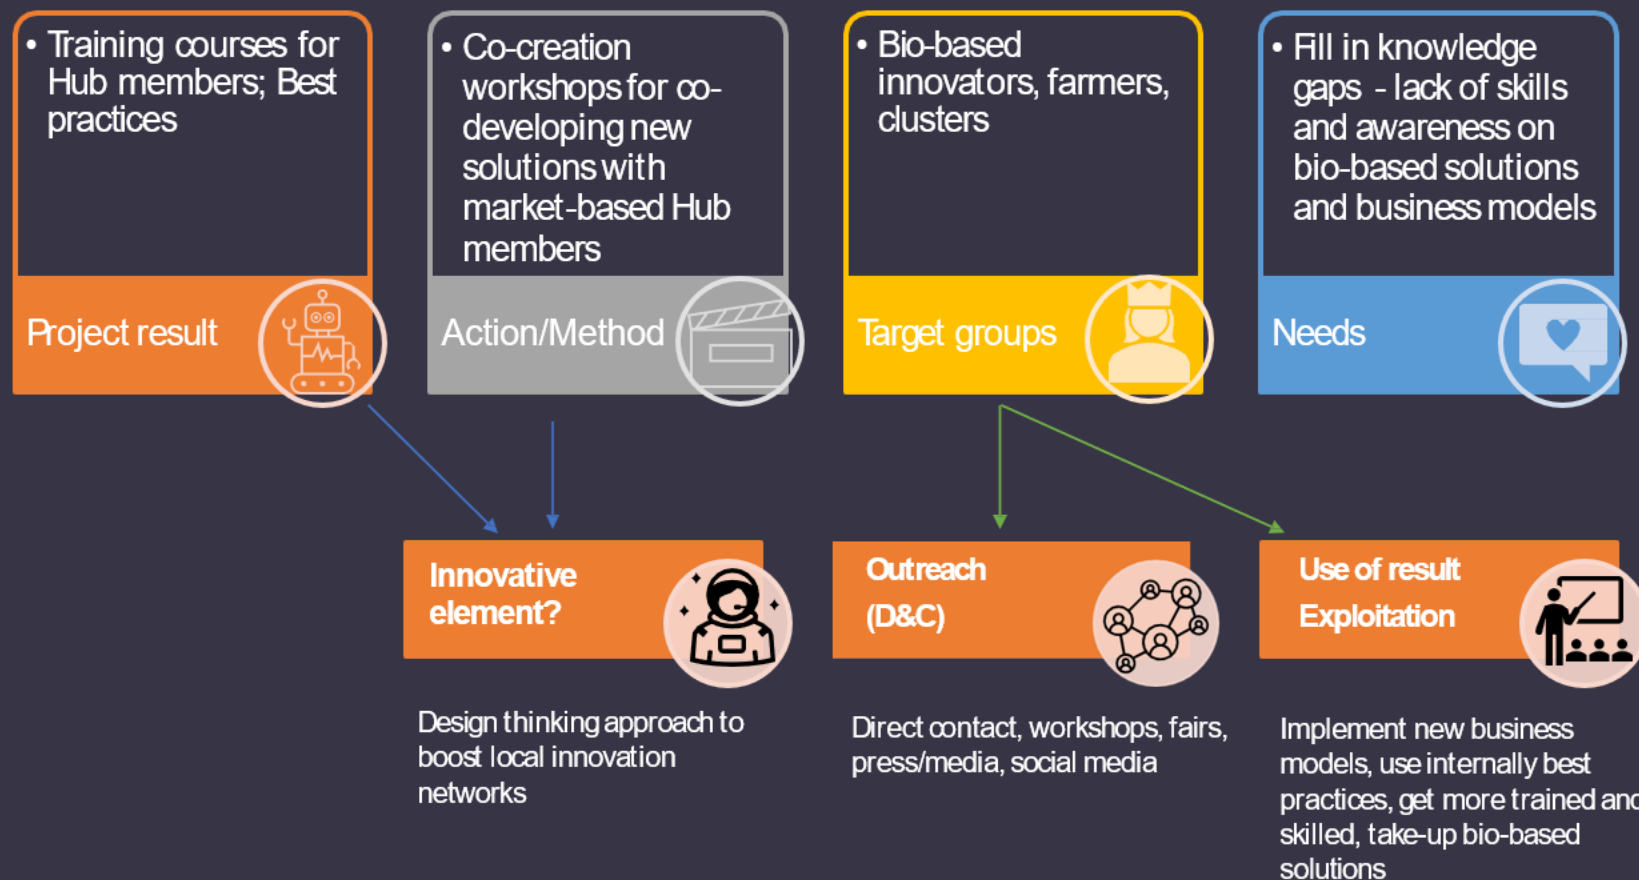 • Training courses for
Hub members; Best
practices
Project result
• Co-creation
workshops for co-
developing new
solutions with
market-based Hub
members
Action/Method
• Bio-based
innovators, farmers,
clusters
Target groups
• Fill in knowledge
gaps - lack of skills
and awareness on
bio-based solutions
and business models
Needs
Innovative
element?
Design thinking approach to
boost local innovation
networks
Outreach
(D&C)
Direct contact, workshops, fairs,
press/media, social media
Use of result
Exploitation
Implement new business
models, use internally best
practices, get more trained and
skilled, take-up bio-based
solutions